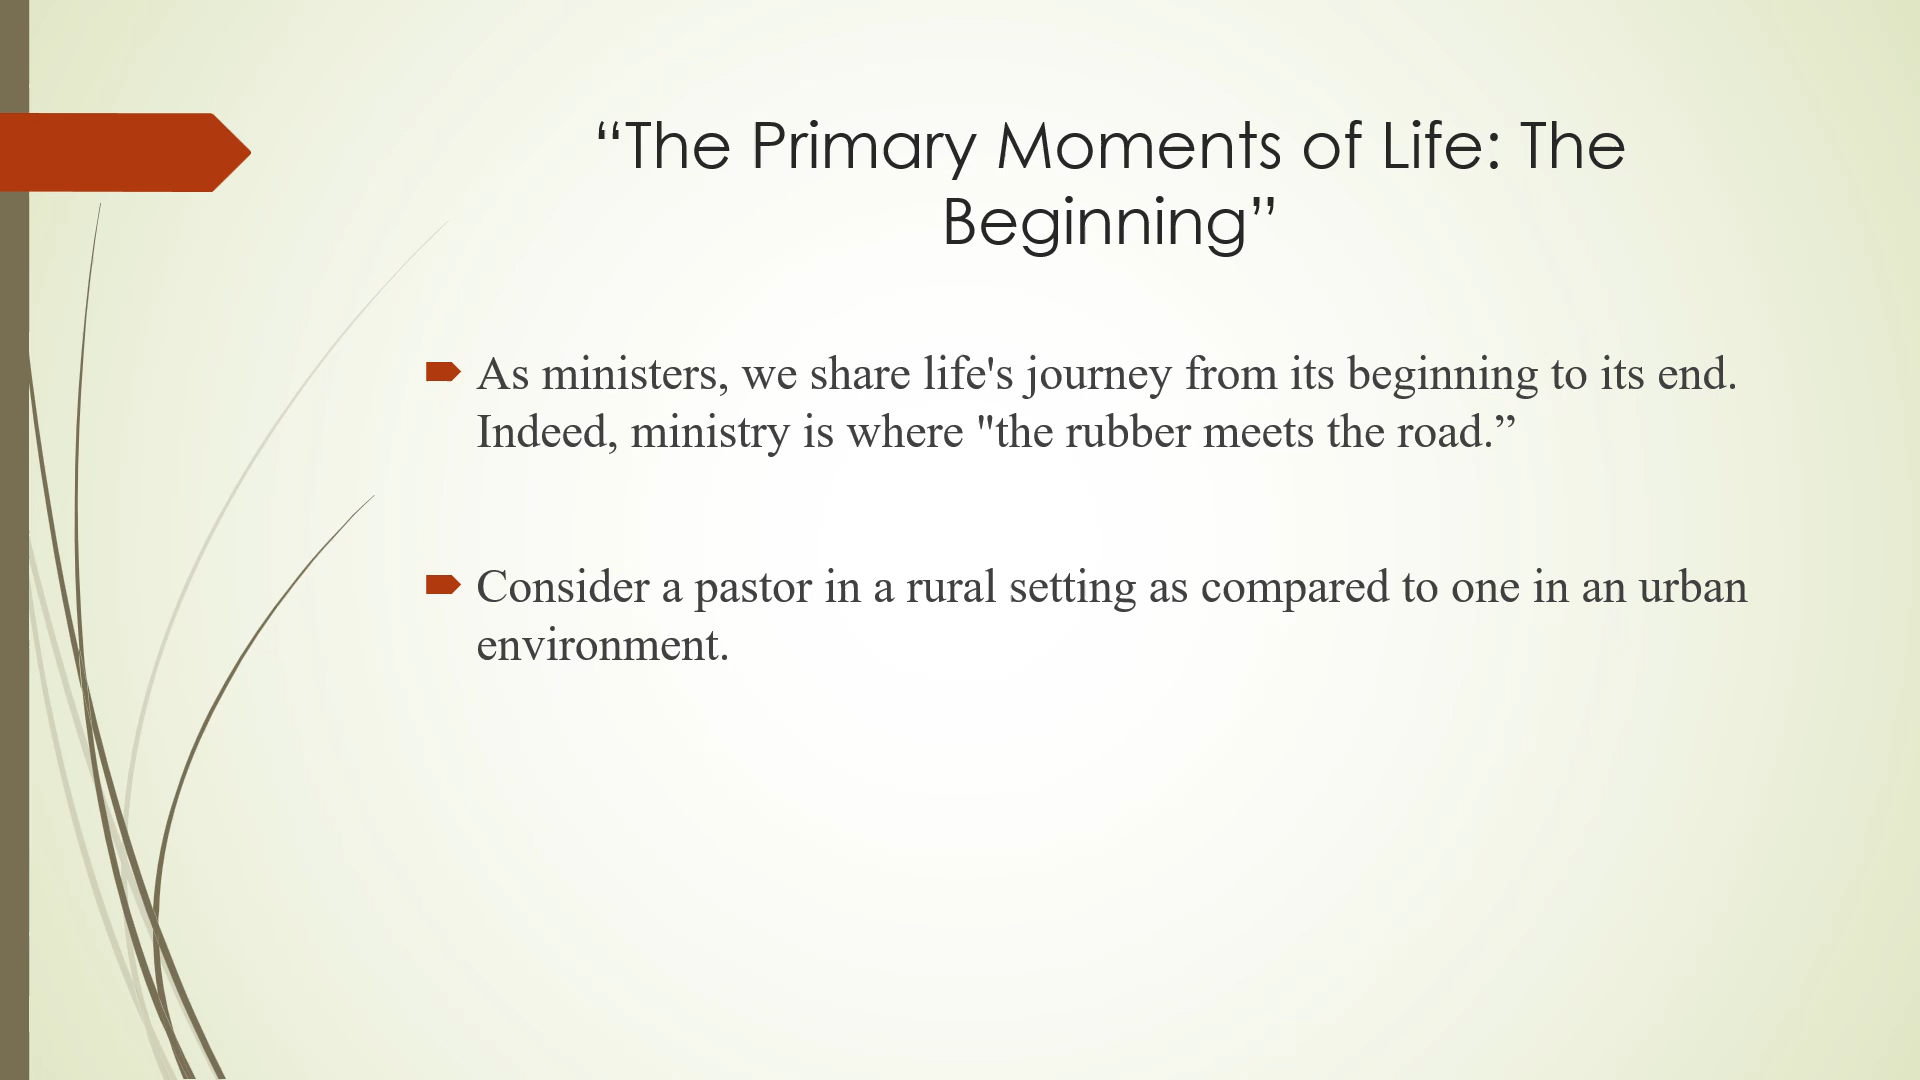 “The Primary Moments of Life: The
Beginning”
As ministers, we share life's journey from its beginning to its end.
Indeed, ministry is where "the rubber meets the road.”
Consider a pastor in a rural setting as compared to one in an urban
environment.